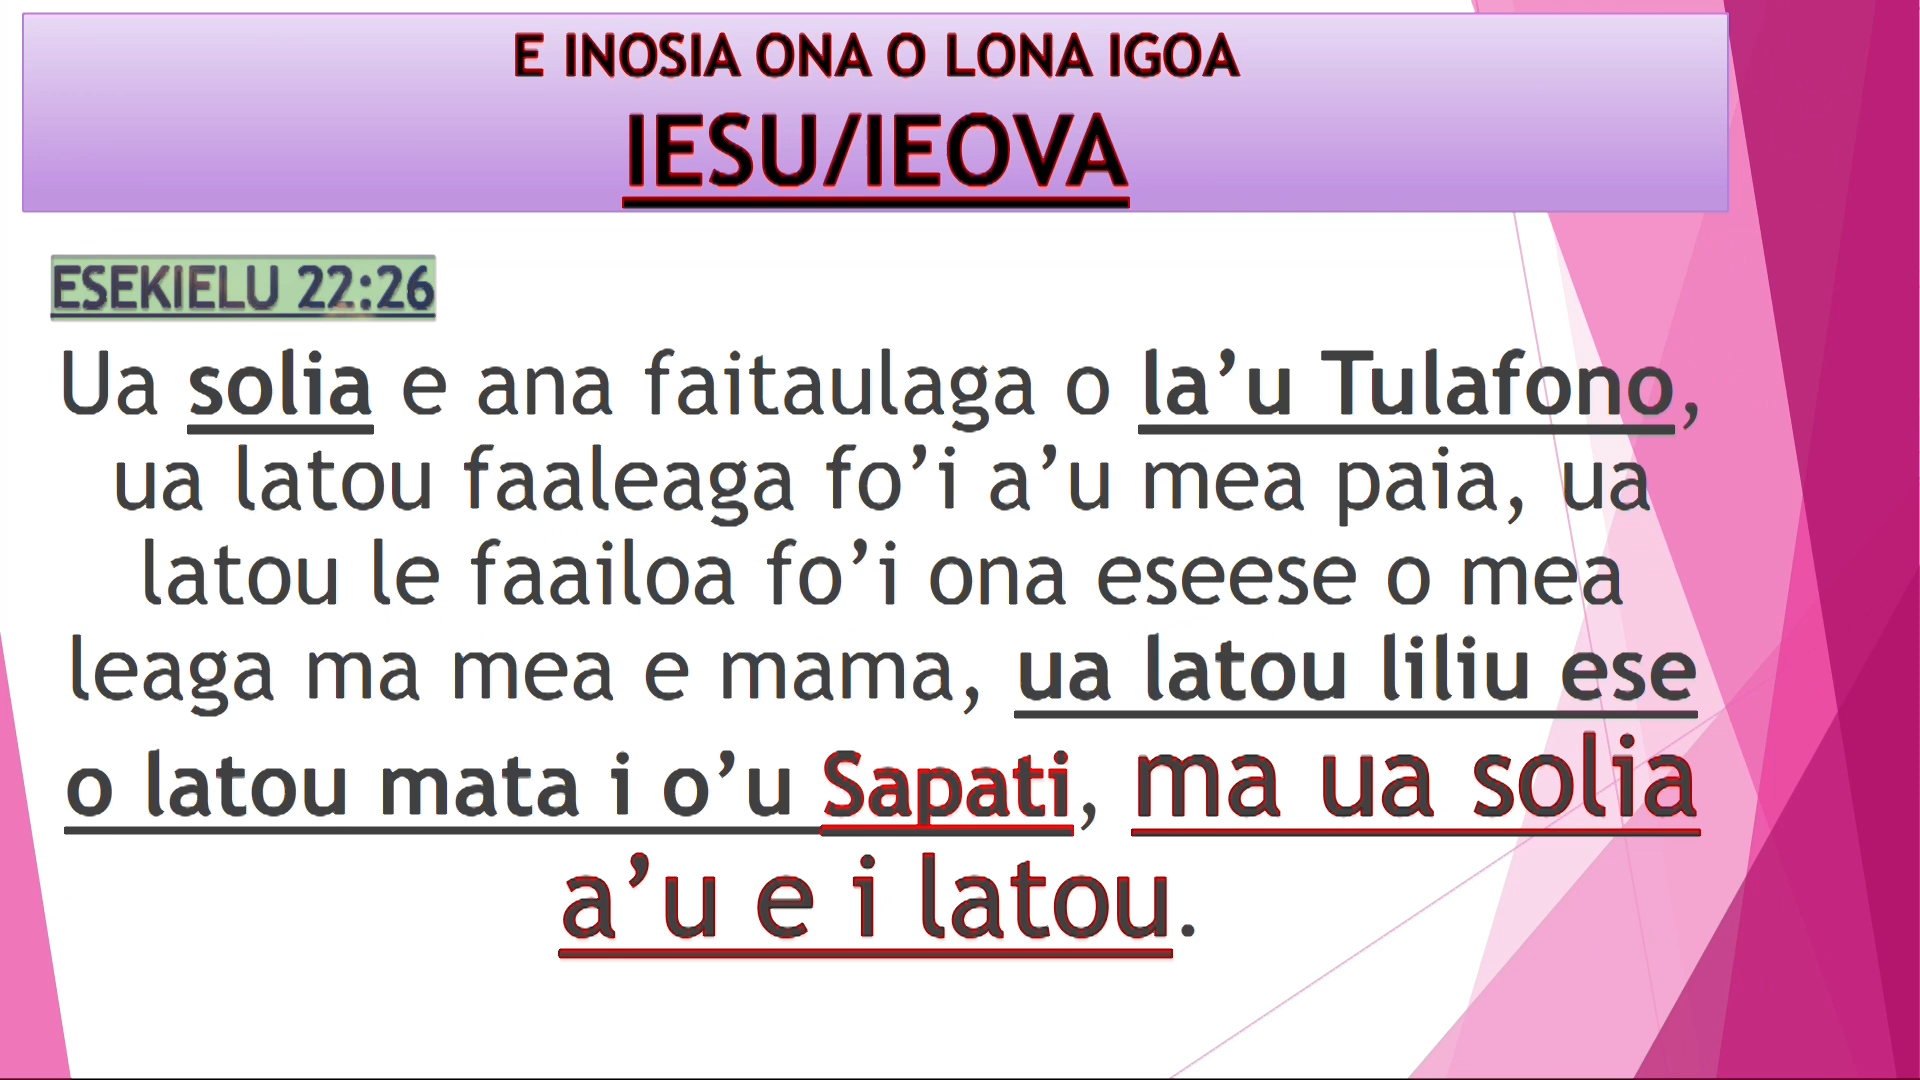 E INOSIA ONA O LONA IGOA
IESU/IEOVA
ESEKIELU 22:26
Ua solia e ana faitaulaga o la’u Tulafono,
ua latou faaleaga fo’i a’u mea paia, ua
latou le faailoa fo’i ona eseese o mea
leaga ma mea e mama, ua latou liliu ese
o latou mata i o’u Sapati, ma ua solia
a’u e i latou.